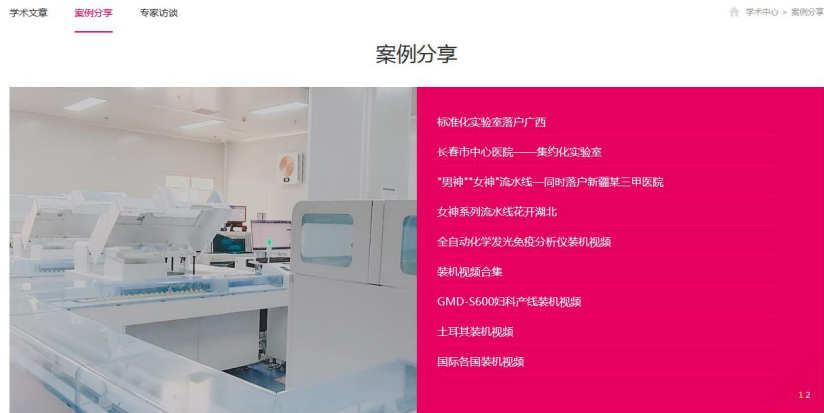 学术文章 案例分享 专家访谈 学术中心 > 案例分享
案例分享
标准化实验室落户广西
长春市中心医院——集约化实验室
"男神""女神"流水线—同时落户新疆某三甲医院
女神系列流水线花开湖北
全自动化学发光免疫分析仪装机视频
装机视频合集
GMD-S600妇科产线装机视频
土耳其装机视频
国际各国装机视频
1 2